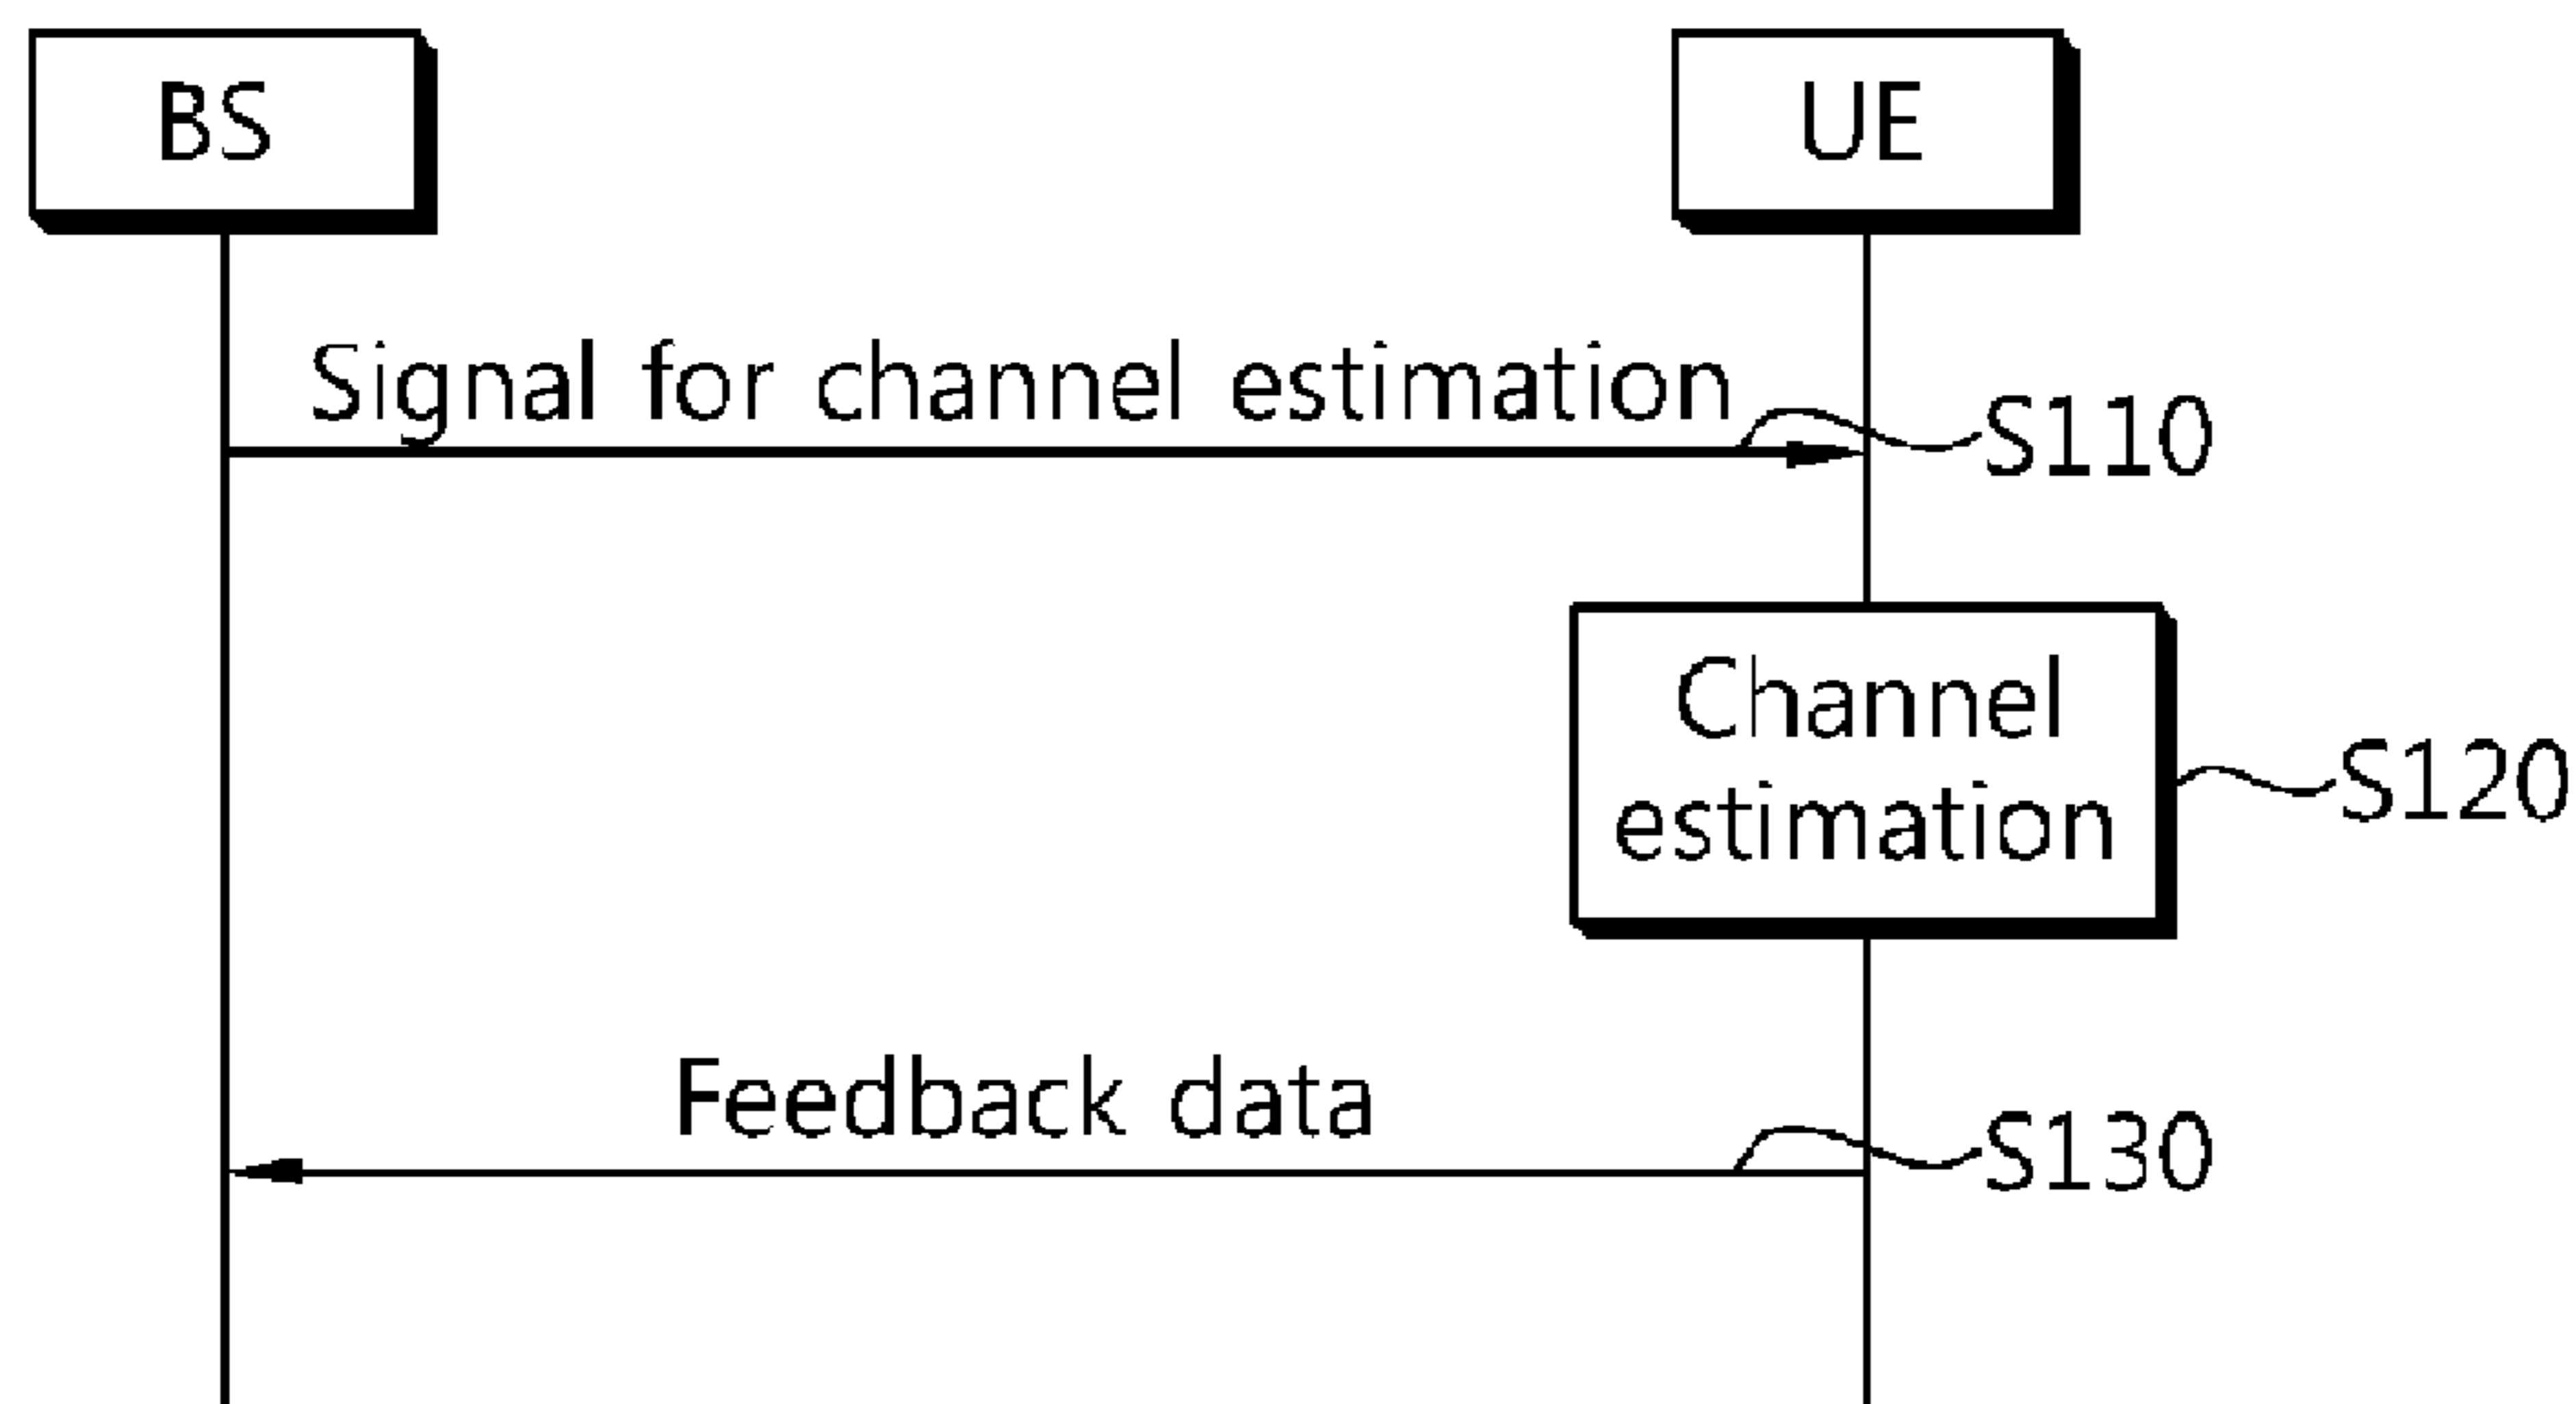 BS
UE
Signal for channel estimation
S110
Channel
estimation
S120
Feedback data
S130